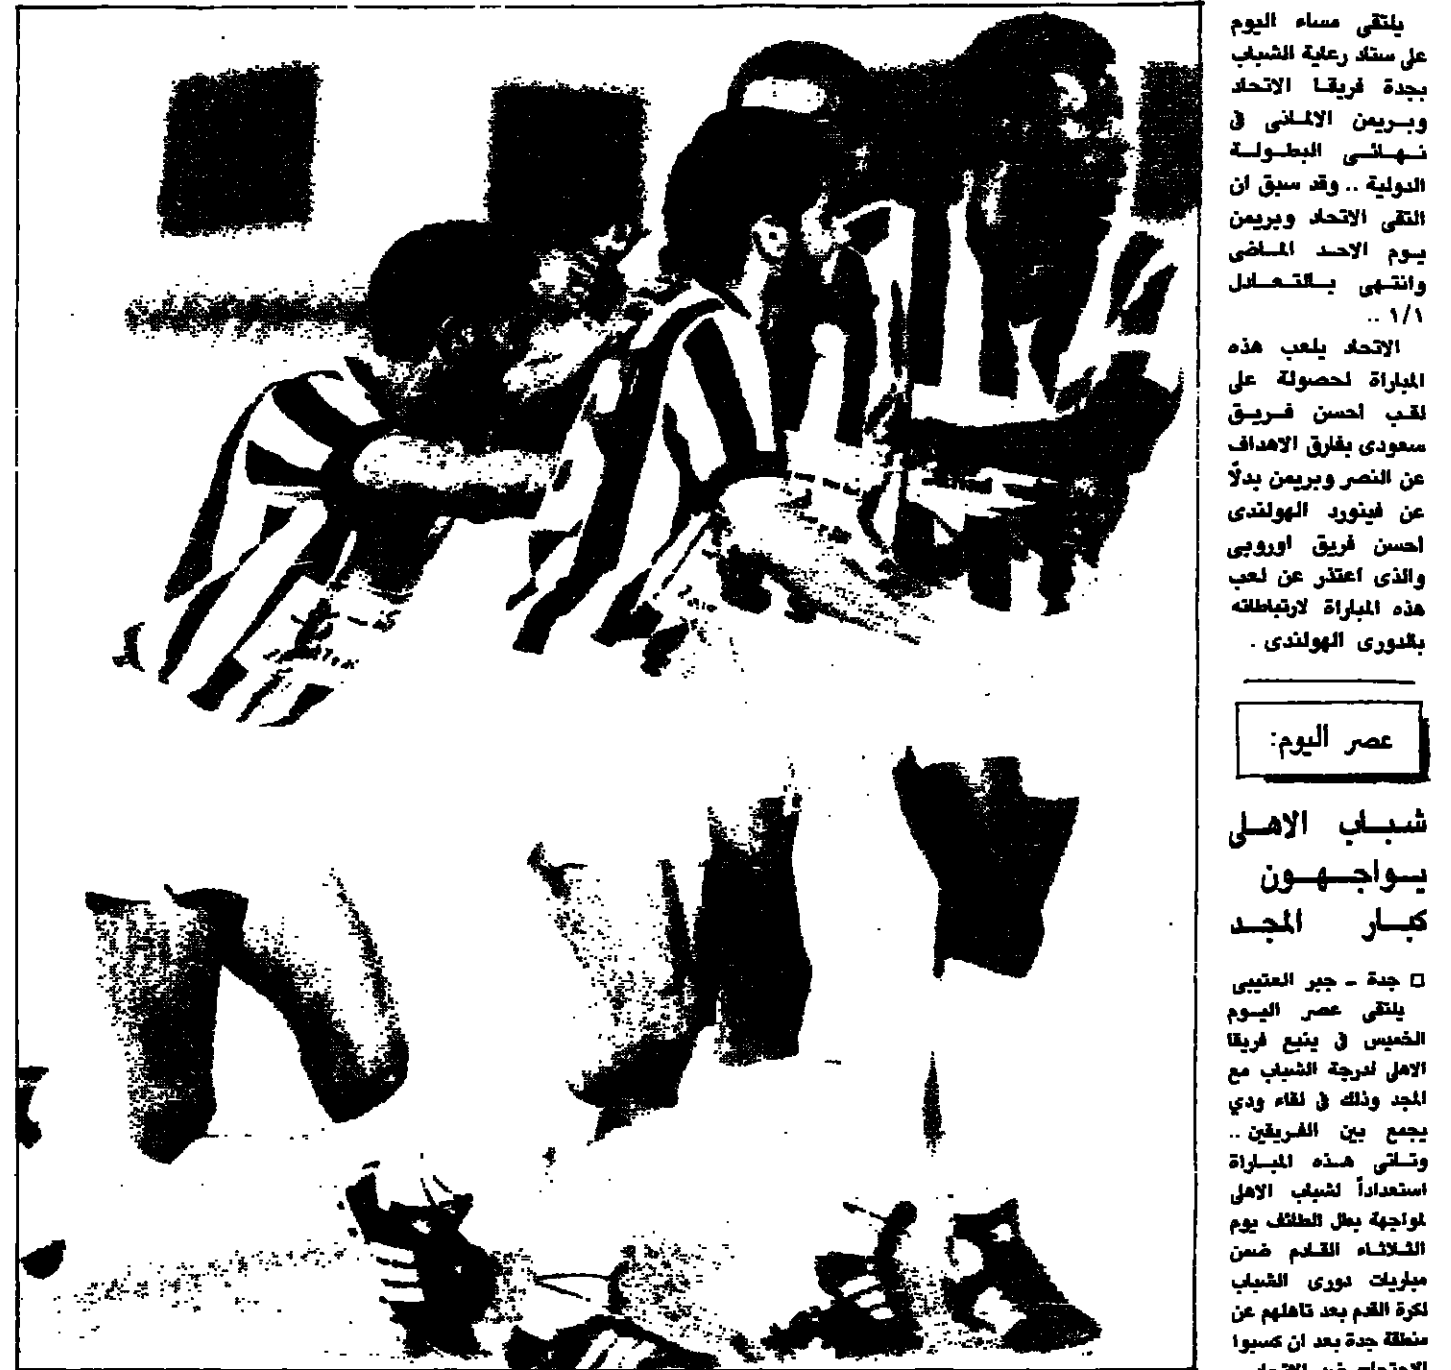 يلتقى مساء اليوم
على ستاد رعاية الشباب
بجدة فريقا الاتحاد
وبريمن الالمانى فى
نهائى البطولة
الدولية .. وقد سبق ان
التقى الاتحاد وبريمن
يوم الاحد الماضى
وانتهى بالتعادل
١/١ ..
الاتحاد يلعب هذه
المباراة لحصولة على
لقب احسن فريق
سعودى بفارق الاهداف
عن النصر وبريمن بدلًا
عن فينورد الهولندى
احسن فريق اوروبى
والذى اعتذر عن لعب
هذه المباراة لارتباطاته
بالدورى الهولندى .
عصر اليوم:
شباب الاهلى
يواجهون
كبار المجد
□ جدة - جبر العتيبى
يلتقى عصر اليوم
الخميس فى ينبع فريقا
الاهلى لدرجة الشباب مع
المجد وذلك فى لقاء ودي
يجمع بين الفريقين ..
وتاتى هذه المباراة
استعداداً لشباب الاهلى
لمواجهة بطل الطائف يوم
الثلاثاء القادم ضمن
مباريات دورى الشباب
لكرة القدم بعد تاهلهم عن
منطقة جدة بعد ان كسبوا